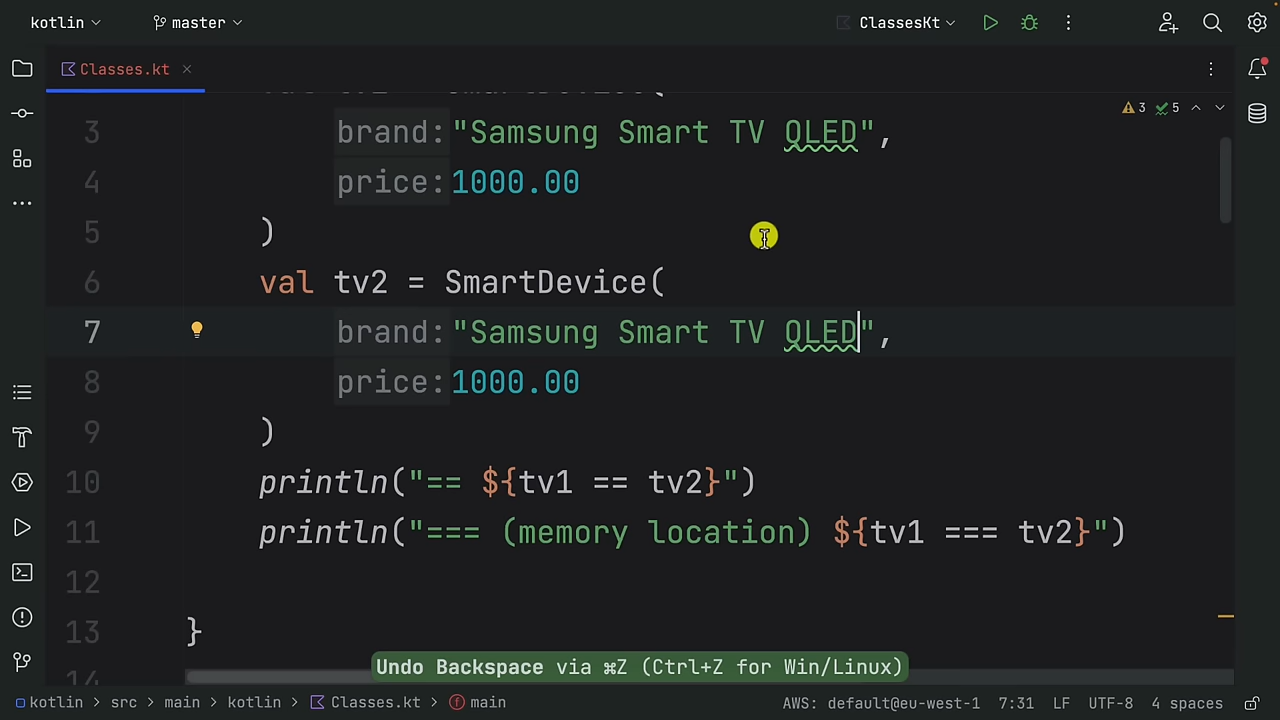 kotlin master ClassesKt
Classes.kt
3 brand: "Samsung Smart TV QLED", 3 5
4 price: 1000.00
5 )
6 val tv2 = SmartDevice(
7 brand: "Samsung Smart TV QLED",
8 price: 1000.00
9 )
10 println("== ${tv1 == tv2}")
11 println("=== (memory location) ${tv1 === tv2}")
12
13 }
14
Undo Backspace via ⌘Z (Ctrl+Z for Win/Linux)
kotlin > src > main > kotlin > Classes.kt > main AWS: default@eu-west-1 7:31 LF UTF-8 4 spaces